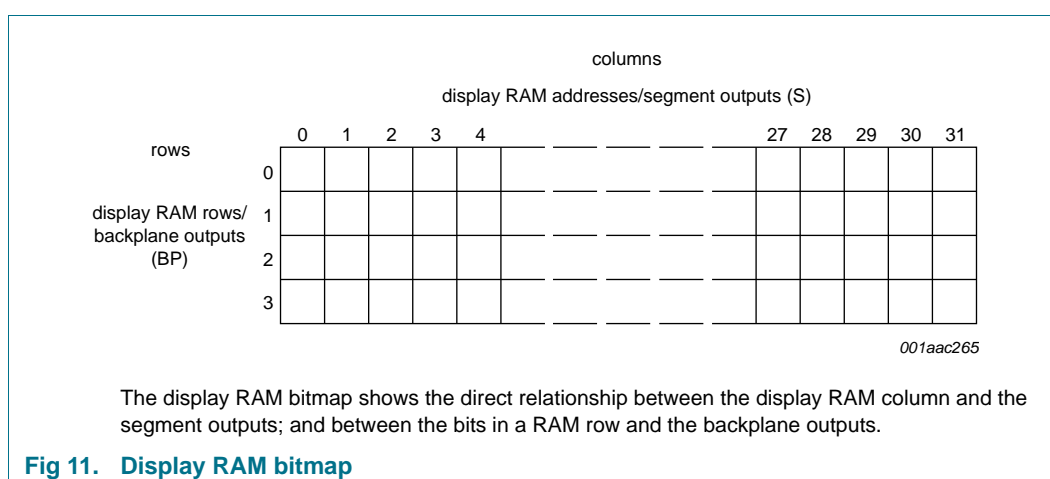 columns
display RAM addresses/segment outputs (S)
0 1 2 3 4 27 28 29 30 31
rows
0
display RAM rows/ 1
backplane outputs
(BP) 2
3
001aac265
The display RAM bitmap shows the direct relationship between the display RAM column and the
segment outputs; and between the bits in a RAM row and the backplane outputs.
Fig 11. Display RAM bitmap